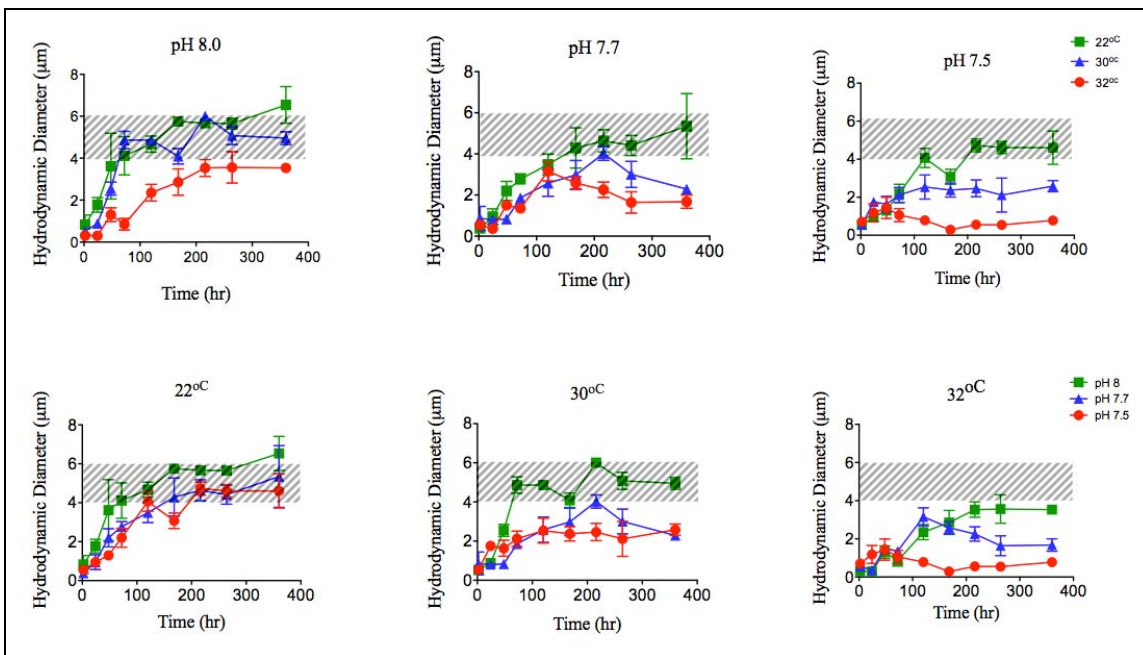 pH 8.0
Hydrodynamic Diameter (μm)
8
6
4
2
0
0 100 200 300 400
Time (hr)
pH 7.7
Hydrodynamic Diameter (μm)
8
6
4
2
0
0 100 200 300 400
Time (hr)
pH 7.5
Hydrodynamic Diameter (μm)
8
6
4
2
0
0 100 200 300 400
Time (hr)
22oC
30oc
32oc
22oC
Hydrodynamic Diameter (μm)
8
6
4
2
0
0 100 200 300 400
Time (hr)
30oC
Hydrodynamic Diameter (μm)
8
6
4
2
0
0 100 200 300 400
Time (hr)
32oC
Hydrodynamic Diameter (μm)
8
6
4
2
0
0 100 200 300 400
Time (hr)
pH 8
pH 7.7
pH 7.5